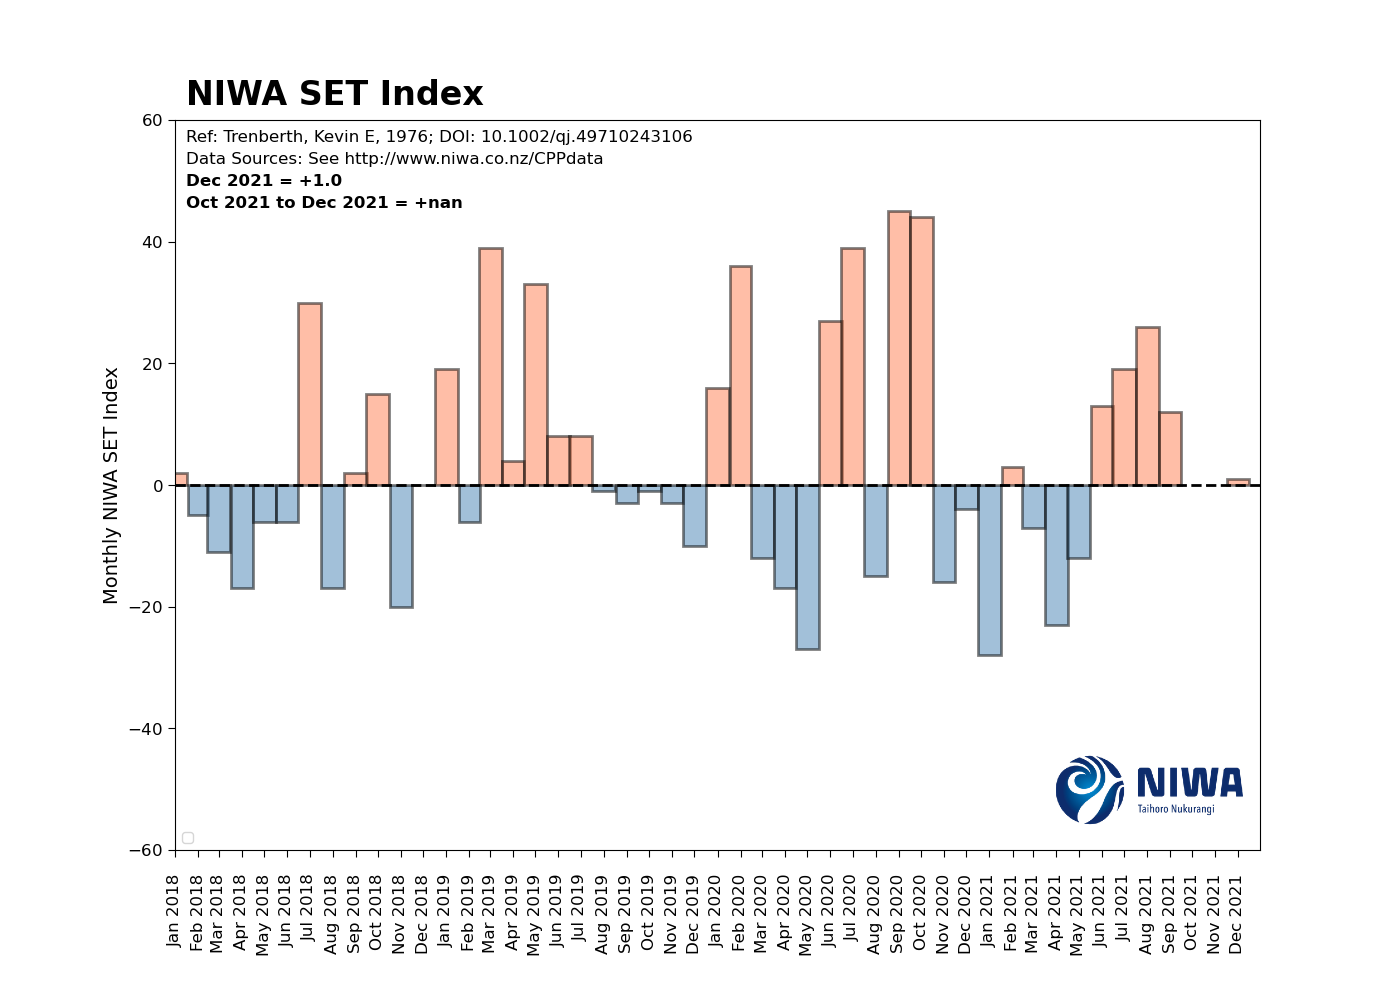 NIWA SET Index
Ref: Trenberth, Kevin E, 1976; DOI: 10.1002/qj.49710243106
Data Sources: See http://www.niwa.co.nz/CPPdata
Dec 2021 = +1.0
Oct 2021 to Dec 2021 = +nan
Monthly NIWA SET Index
60
40
20
0
−20
−40
−60
NIWA
Taihoro Nukurangi
Jan 2018
Feb 2018
Mar 2018
Apr 2018
May 2018
Jun 2018
Jul 2018
Aug 2018
Sep 2018
Oct 2018
Nov 2018
Dec 2018
Jan 2019
Feb 2019
Mar 2019
Apr 2019
May 2019
Jun 2019
Jul 2019
Aug 2019
Sep 2019
Oct 2019
Nov 2019
Dec 2019
Jan 2020
Feb 2020
Mar 2020
Apr 2020
May 2020
Jun 2020
Jul 2020
Aug 2020
Sep 2020
Oct 2020
Nov 2020
Dec 2020
Jan 2021
Feb 2021
Mar 2021
Apr 2021
May 2021
Jun 2021
Jul 2021
Aug 2021
Sep 2021
Oct 2021
Nov 2021
Dec 2021